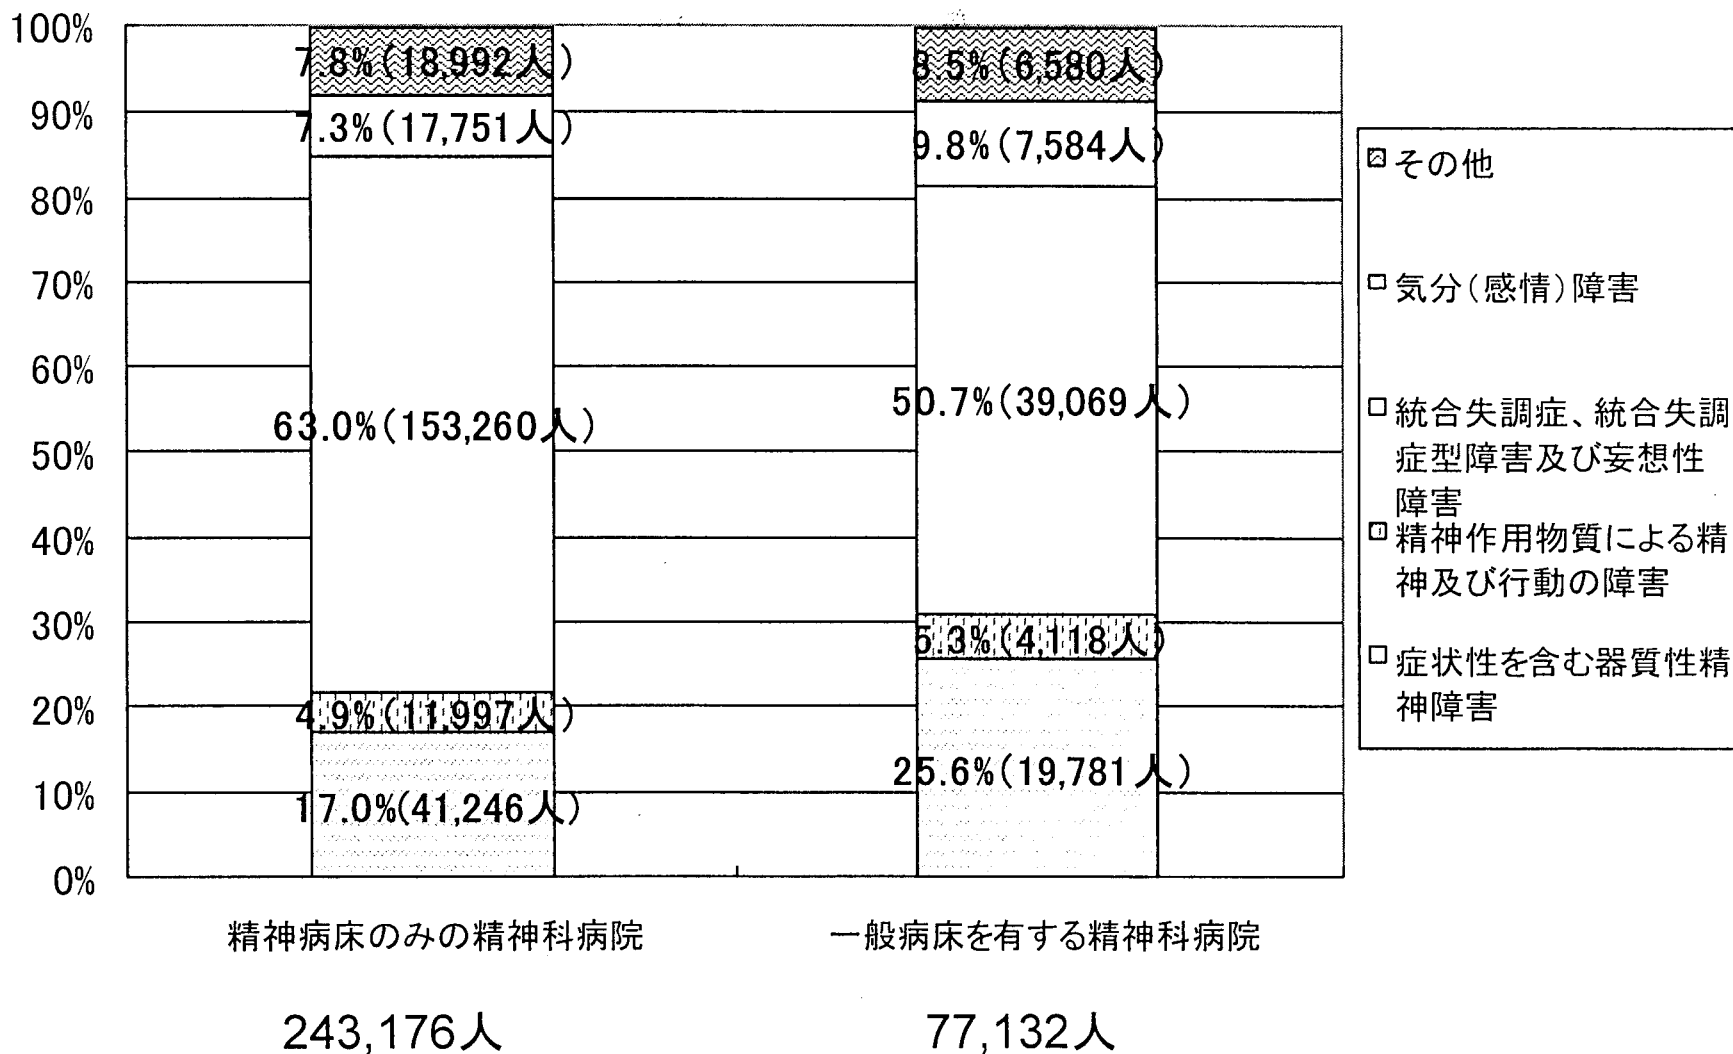 100%
90%
80%
70%
60%
50%
40%
30%
20%
10%
0%
7.8%(18,992人)
7.3%(17,751人)
63.0%(153,260人)
4.9%(11,997人)
17.0%(41,246人)
8.5%(6,580人)
9.8%(7,584人)
50.7%(39,069人)
5.3%(4,118人)
25.6%(19,781人)
その他
気分(感情)障害
統合失調症、統合失調
症型障害及び妄想性
障害
精神作用物質による精
神及び行動の障害
症状性を含む器質性精
神障害
精神病床のみの精神科病院
一般病床を有する精神科病院
243,176人
77,132人